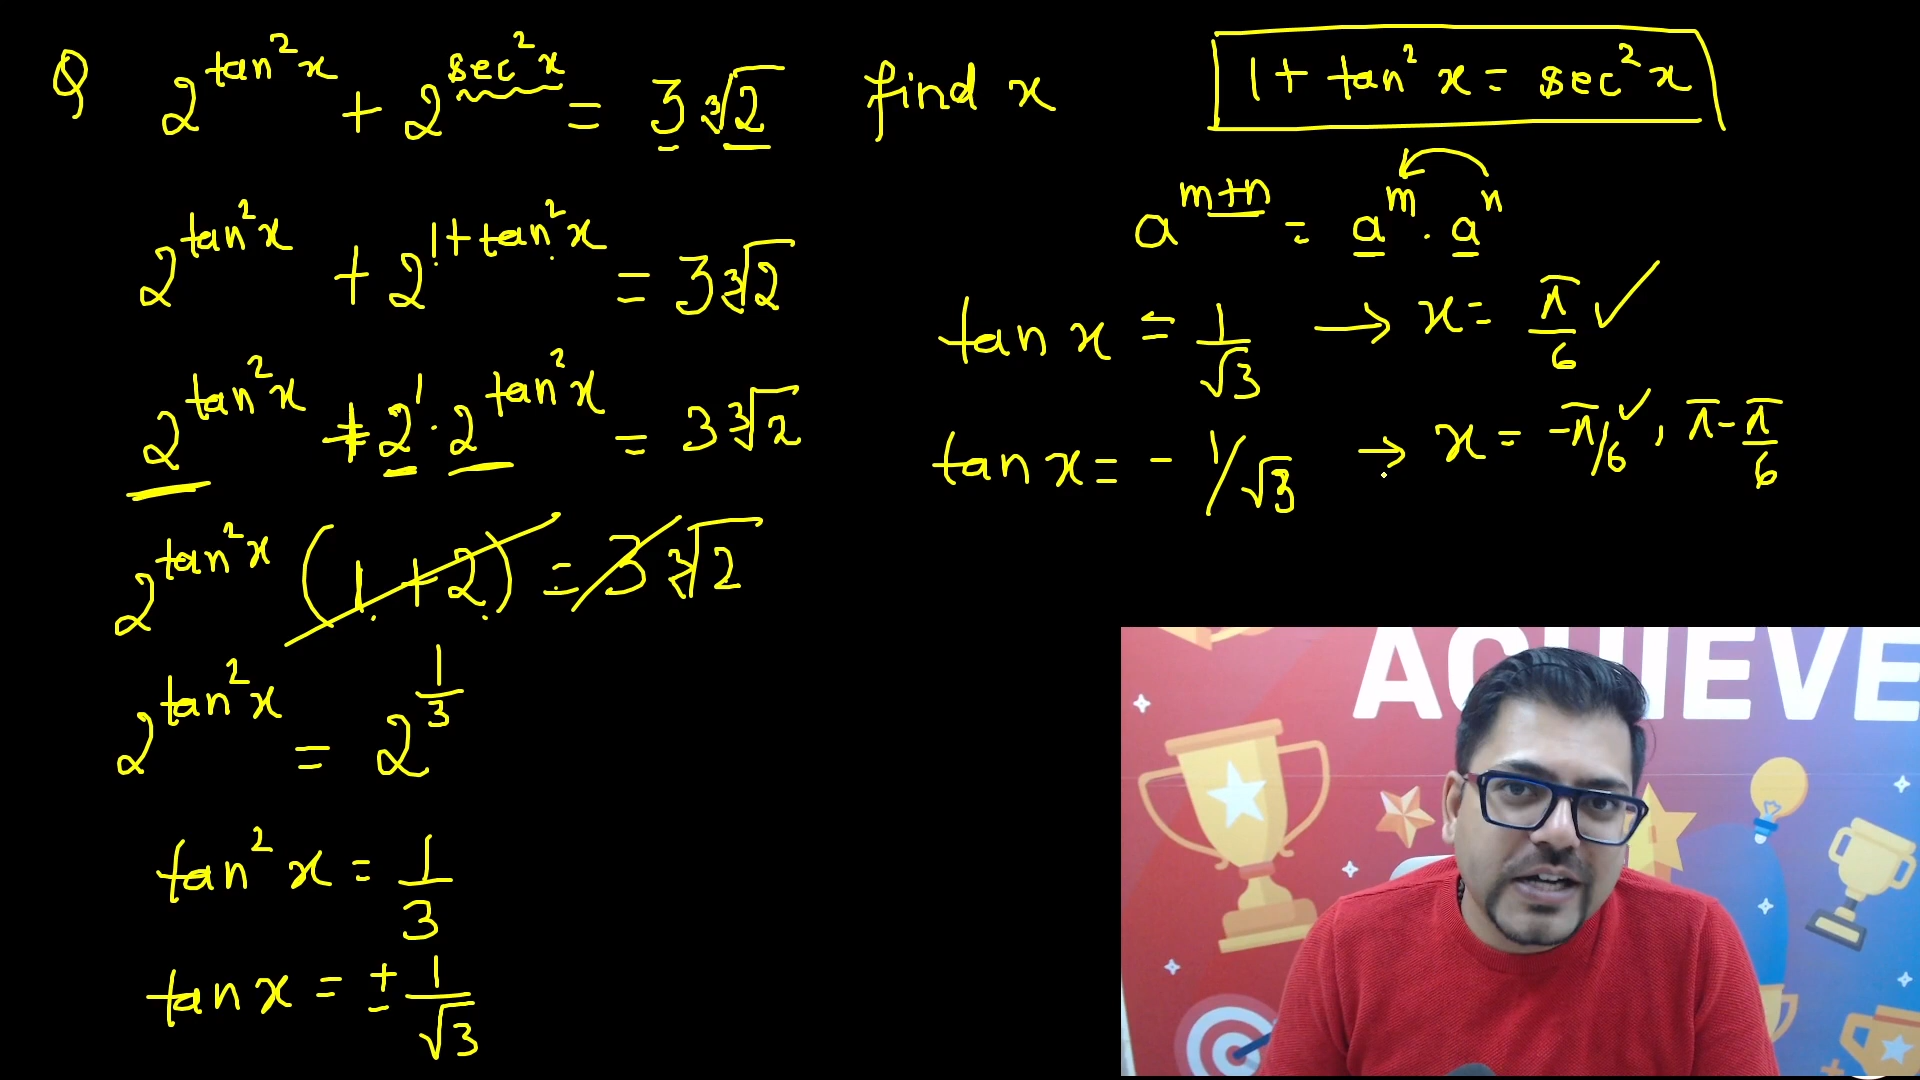 Q 2^{tan²x} + 2^{sec²x} = 3∛2 find x
2^{tan²x} + 2^{1+tan²x} = 3∛2
2^{tan²x} + 2¹·2^{tan²x} = 3∛2
2^{tan²x} (1+2) = 3∛2
2^{tan²x} = 2^{1/3}
tan²x = 1/3
tan x = ± 1/√3
1 + tan²x = sec²x
a^{m+n} = a^m · a^n
tan x = 1/√3 → x = π/6 ✓
tan x = - 1/√3 → x = -π/6 ✓, π - π/6
ACHIEVE